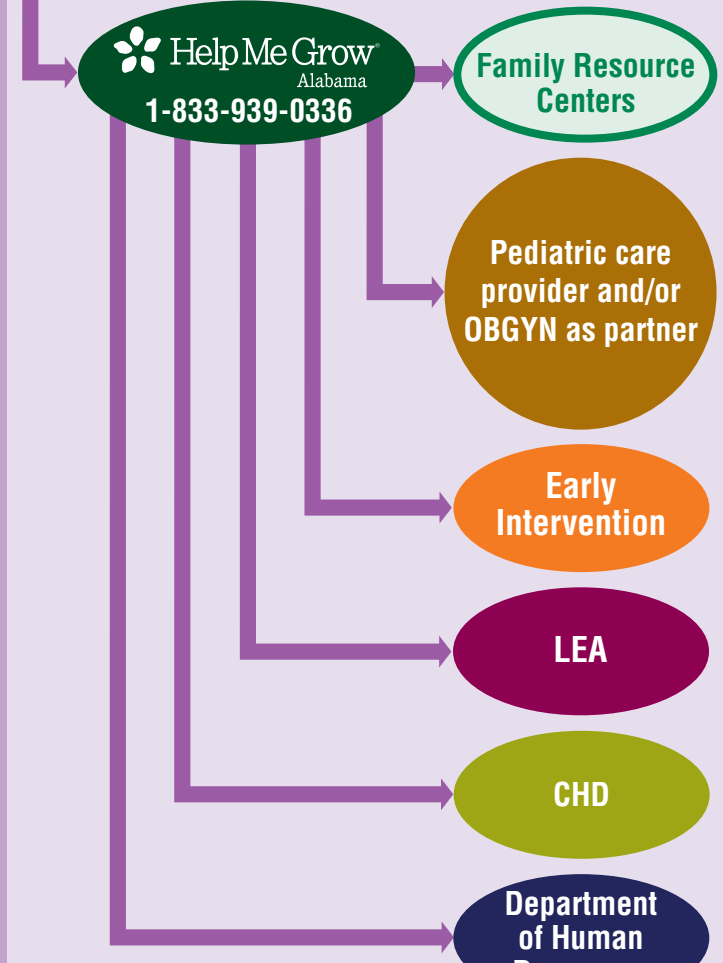 Help Me Grow®
Alabama
1-833-939-0336
Family Resource
Centers
Pediatric care
provider and/or
OBGYN as partner
Early
Intervention
LEA
CHD
Department
of Human